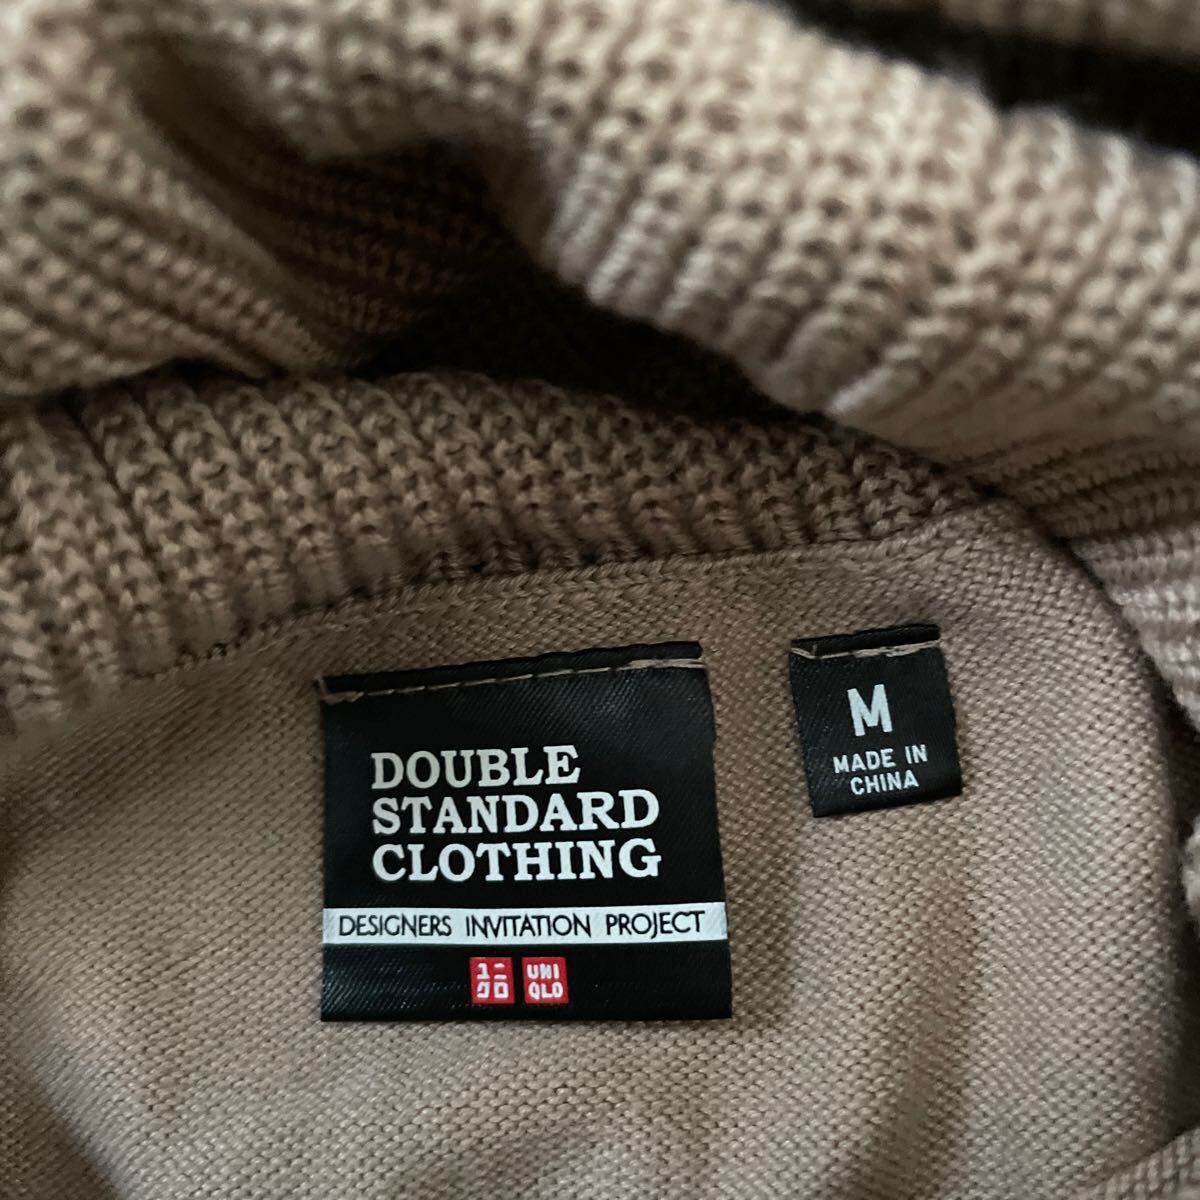 DOUBLE
STANDARD
CLOTHING
DESIGNERS INVITATION PROJECT
ユニ
クロ
UNI
QLO
M
MADE IN
CHINA